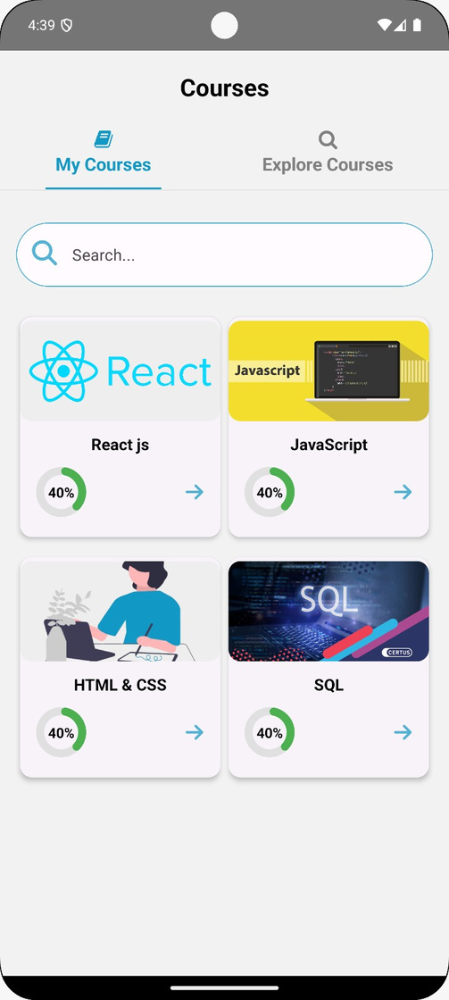 4:39
Courses
My Courses
Explore Courses
Search...
React
Javascript
React js
JavaScript
40%
40%
SQL
CERTUS
HTML & CSS
SQL
40%
40%